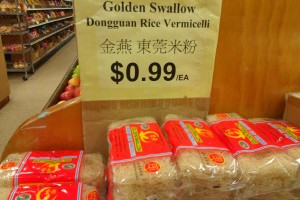 Golden Swallow
Dongguan Rice Vermicelli
金燕 東莞米粉
$0.99/EA